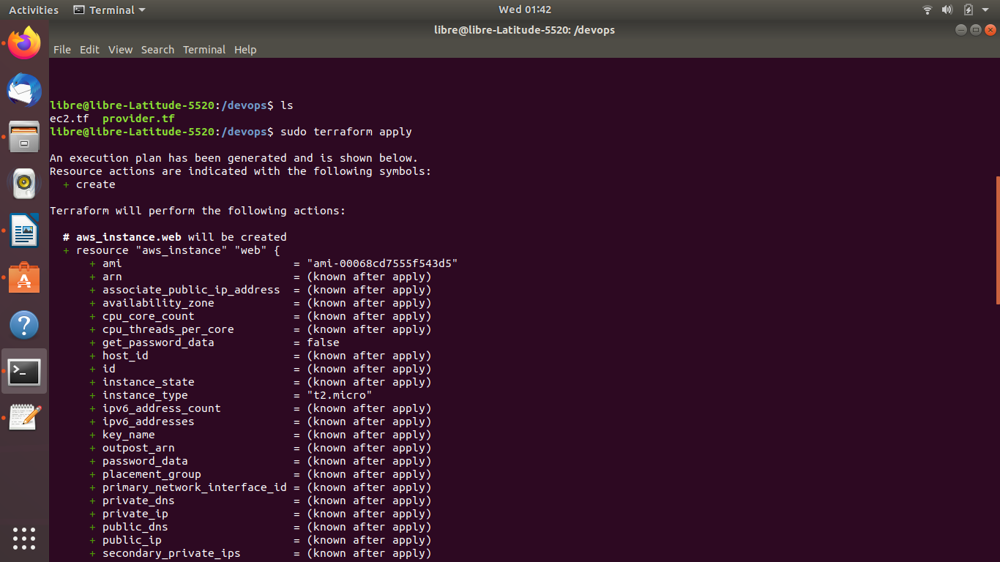 Activities Terminal Wed 01:42
libre@libre-Latitude-5520: /devops
File Edit View Search Terminal Help
libre@libre-Latitude-5520:/devops$ ls
ec2.tf  provider.tf
libre@libre-Latitude-5520:/devops$ sudo terraform apply
An execution plan has been generated and is shown below.
Resource actions are indicated with the following symbols:
  + create
Terraform will perform the following actions:
  # aws_instance.web will be created
  + resource "aws_instance" "web" {
      + ami                          = "ami-00068cd7555f543d5"
      + arn                          = (known after apply)
      + associate_public_ip_address  = (known after apply)
      + availability_zone            = (known after apply)
      + cpu_core_count               = (known after apply)
      + cpu_threads_per_core         = (known after apply)
      + get_password_data            = false
      + host_id                      = (known after apply)
      + id                           = (known after apply)
      + instance_state               = (known after apply)
      + instance_type                = "t2.micro"
      + ipv6_address_count           = (known after apply)
      + ipv6_addresses               = (known after apply)
      + key_name                     = (known after apply)
      + outpost_arn                  = (known after apply)
      + password_data                = (known after apply)
      + placement_group              = (known after apply)
      + primary_network_interface_id = (known after apply)
      + private_dns                  = (known after apply)
      + private_ip                   = (known after apply)
      + public_dns                   = (known after apply)
      + public_ip                    = (known after apply)
      + secondary_private_ips        = (known after apply)